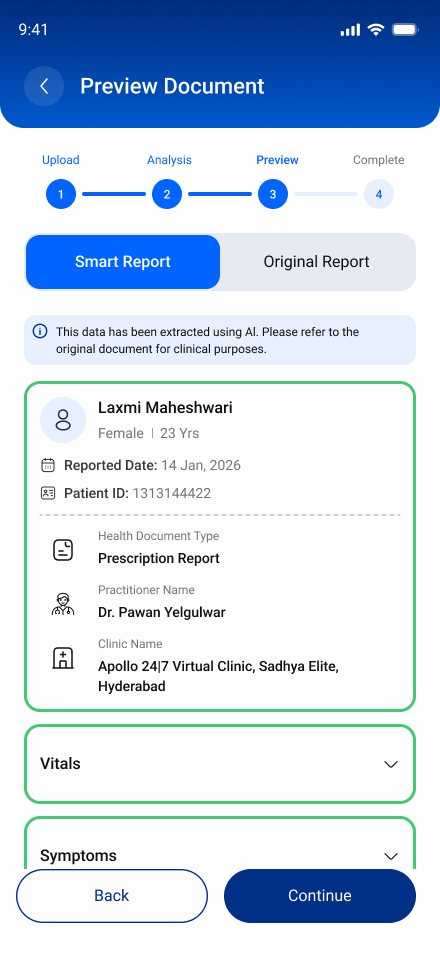 9:41
Preview Document
Upload
Analysis
Preview
Complete
1
2
3
4
Smart Report
Original Report
This data has been extracted using AI. Please refer to the
original document for clinical purposes.
Laxmi Maheshwari
Female | 23 Yrs
Reported Date: 14 Jan, 2026
Patient ID: 1313144422
Health Document Type
Prescription Report
Practitioner Name
Dr. Pawan Yelgulwar
Clinic Name
Apollo 24|7 Virtual Clinic, Sadhya Elite,
Hyderabad
Vitals
Symptoms
Back
Continue